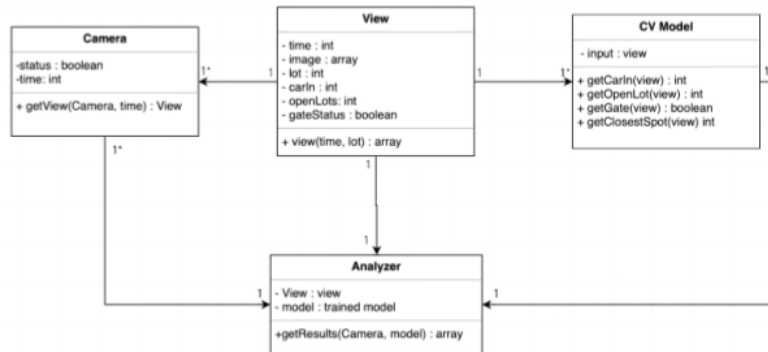 Camera
-status : boolean
-time: int
+ getView(Camera, time) : View
1*
1*
1
View
- time : int
- image : array
- lot : int
- carIn : int
- openLots: int
- gateStatus : boolean
+ view(time, lot) : array
1
1*
1
CV Model
- input : view
+ getCarIn(view) : int
+ getOpenLot(view) : int
+ getGate(view) : boolean
+ getClosestSpot(view) int
1
1
1
1
Analyzer
- View : view
- model : trained model
+getResults(Camera, model) : array